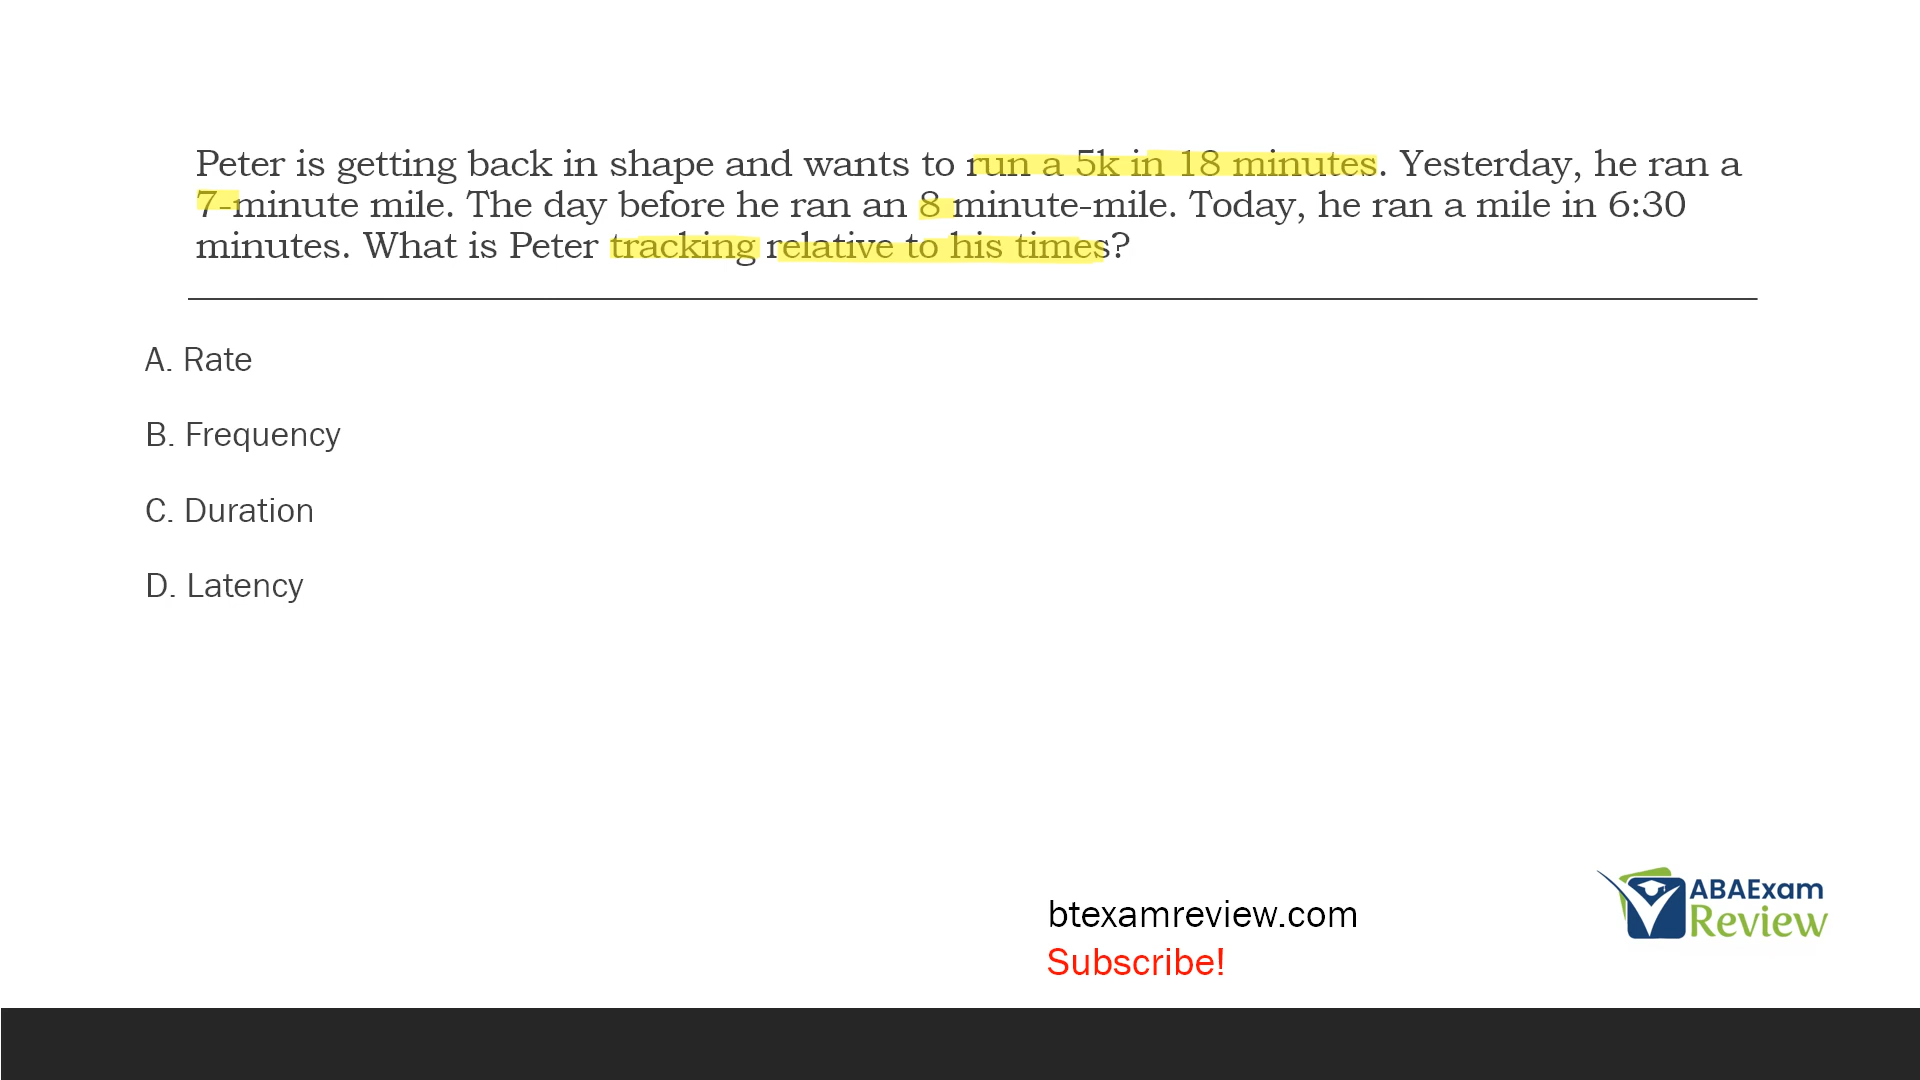 Peter is getting back in shape and wants to run a 5k in 18 minutes. Yesterday, he ran a
7-minute mile. The day before he ran an 8 minute-mile. Today, he ran a mile in 6:30
minutes. What is Peter tracking relative to his times?
A. Rate
B. Frequency
C. Duration
D. Latency
btexamreview.com
Subscribe!
ABAExam
Review